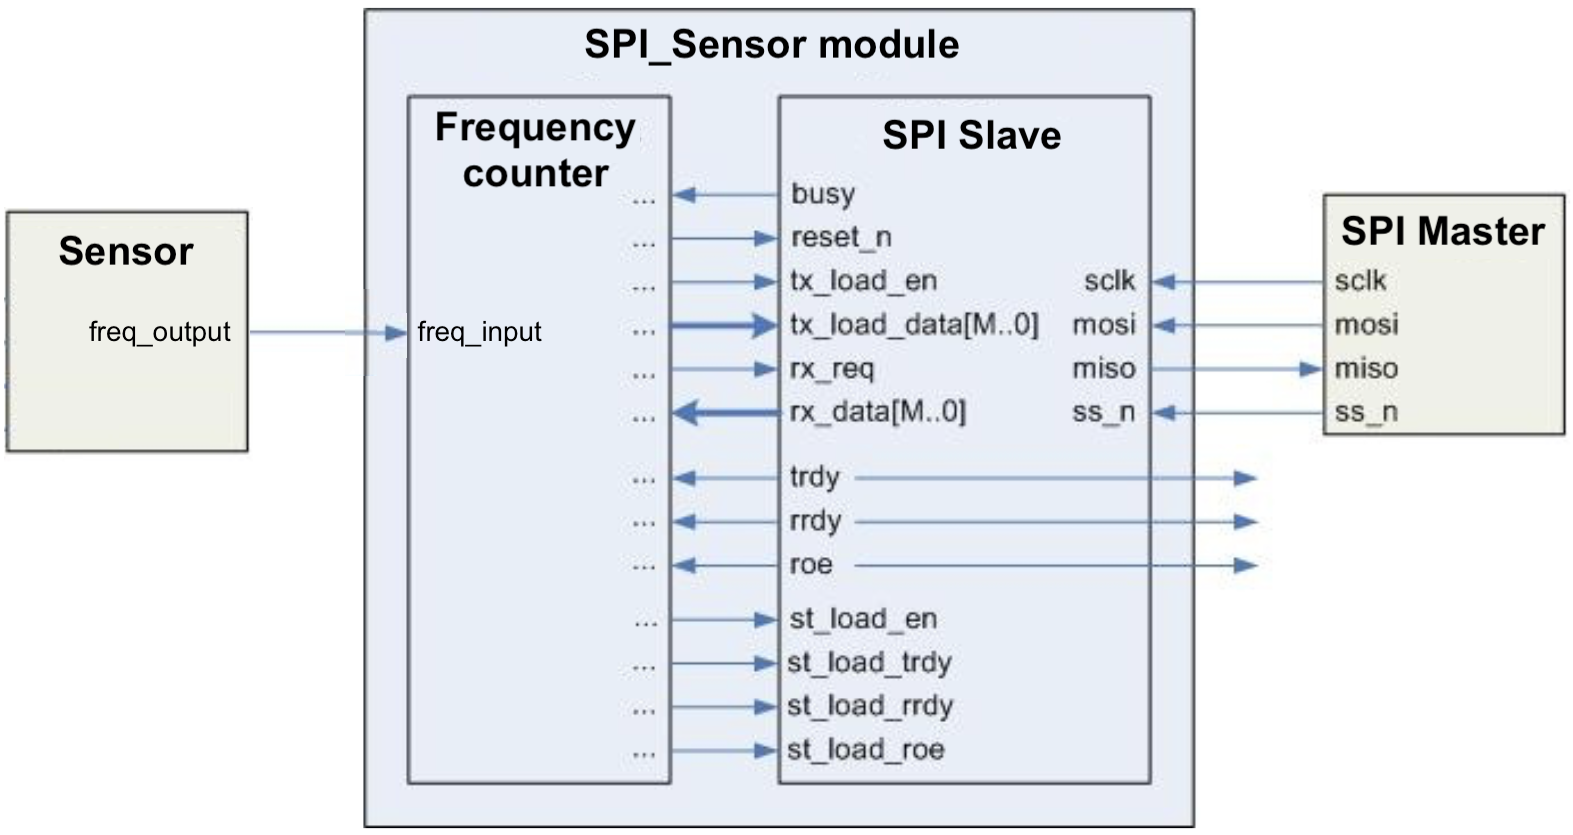 SPI_Sensor module
Sensor
freq_output
Frequency
counter
freq_input
...
...
...
...
...
...
...
...
...
...
...
...
...
SPI Slave
busy
reset_n
tx_load_en
tx_load_data[M..0]
rx_req
rx_data[M..0]
trdy
rrdy
roe
st_load_en
st_load_trdy
st_load_rrdy
st_load_roe
sclk
mosi
miso
ss_n
SPI Master
sclk
mosi
miso
ss_n